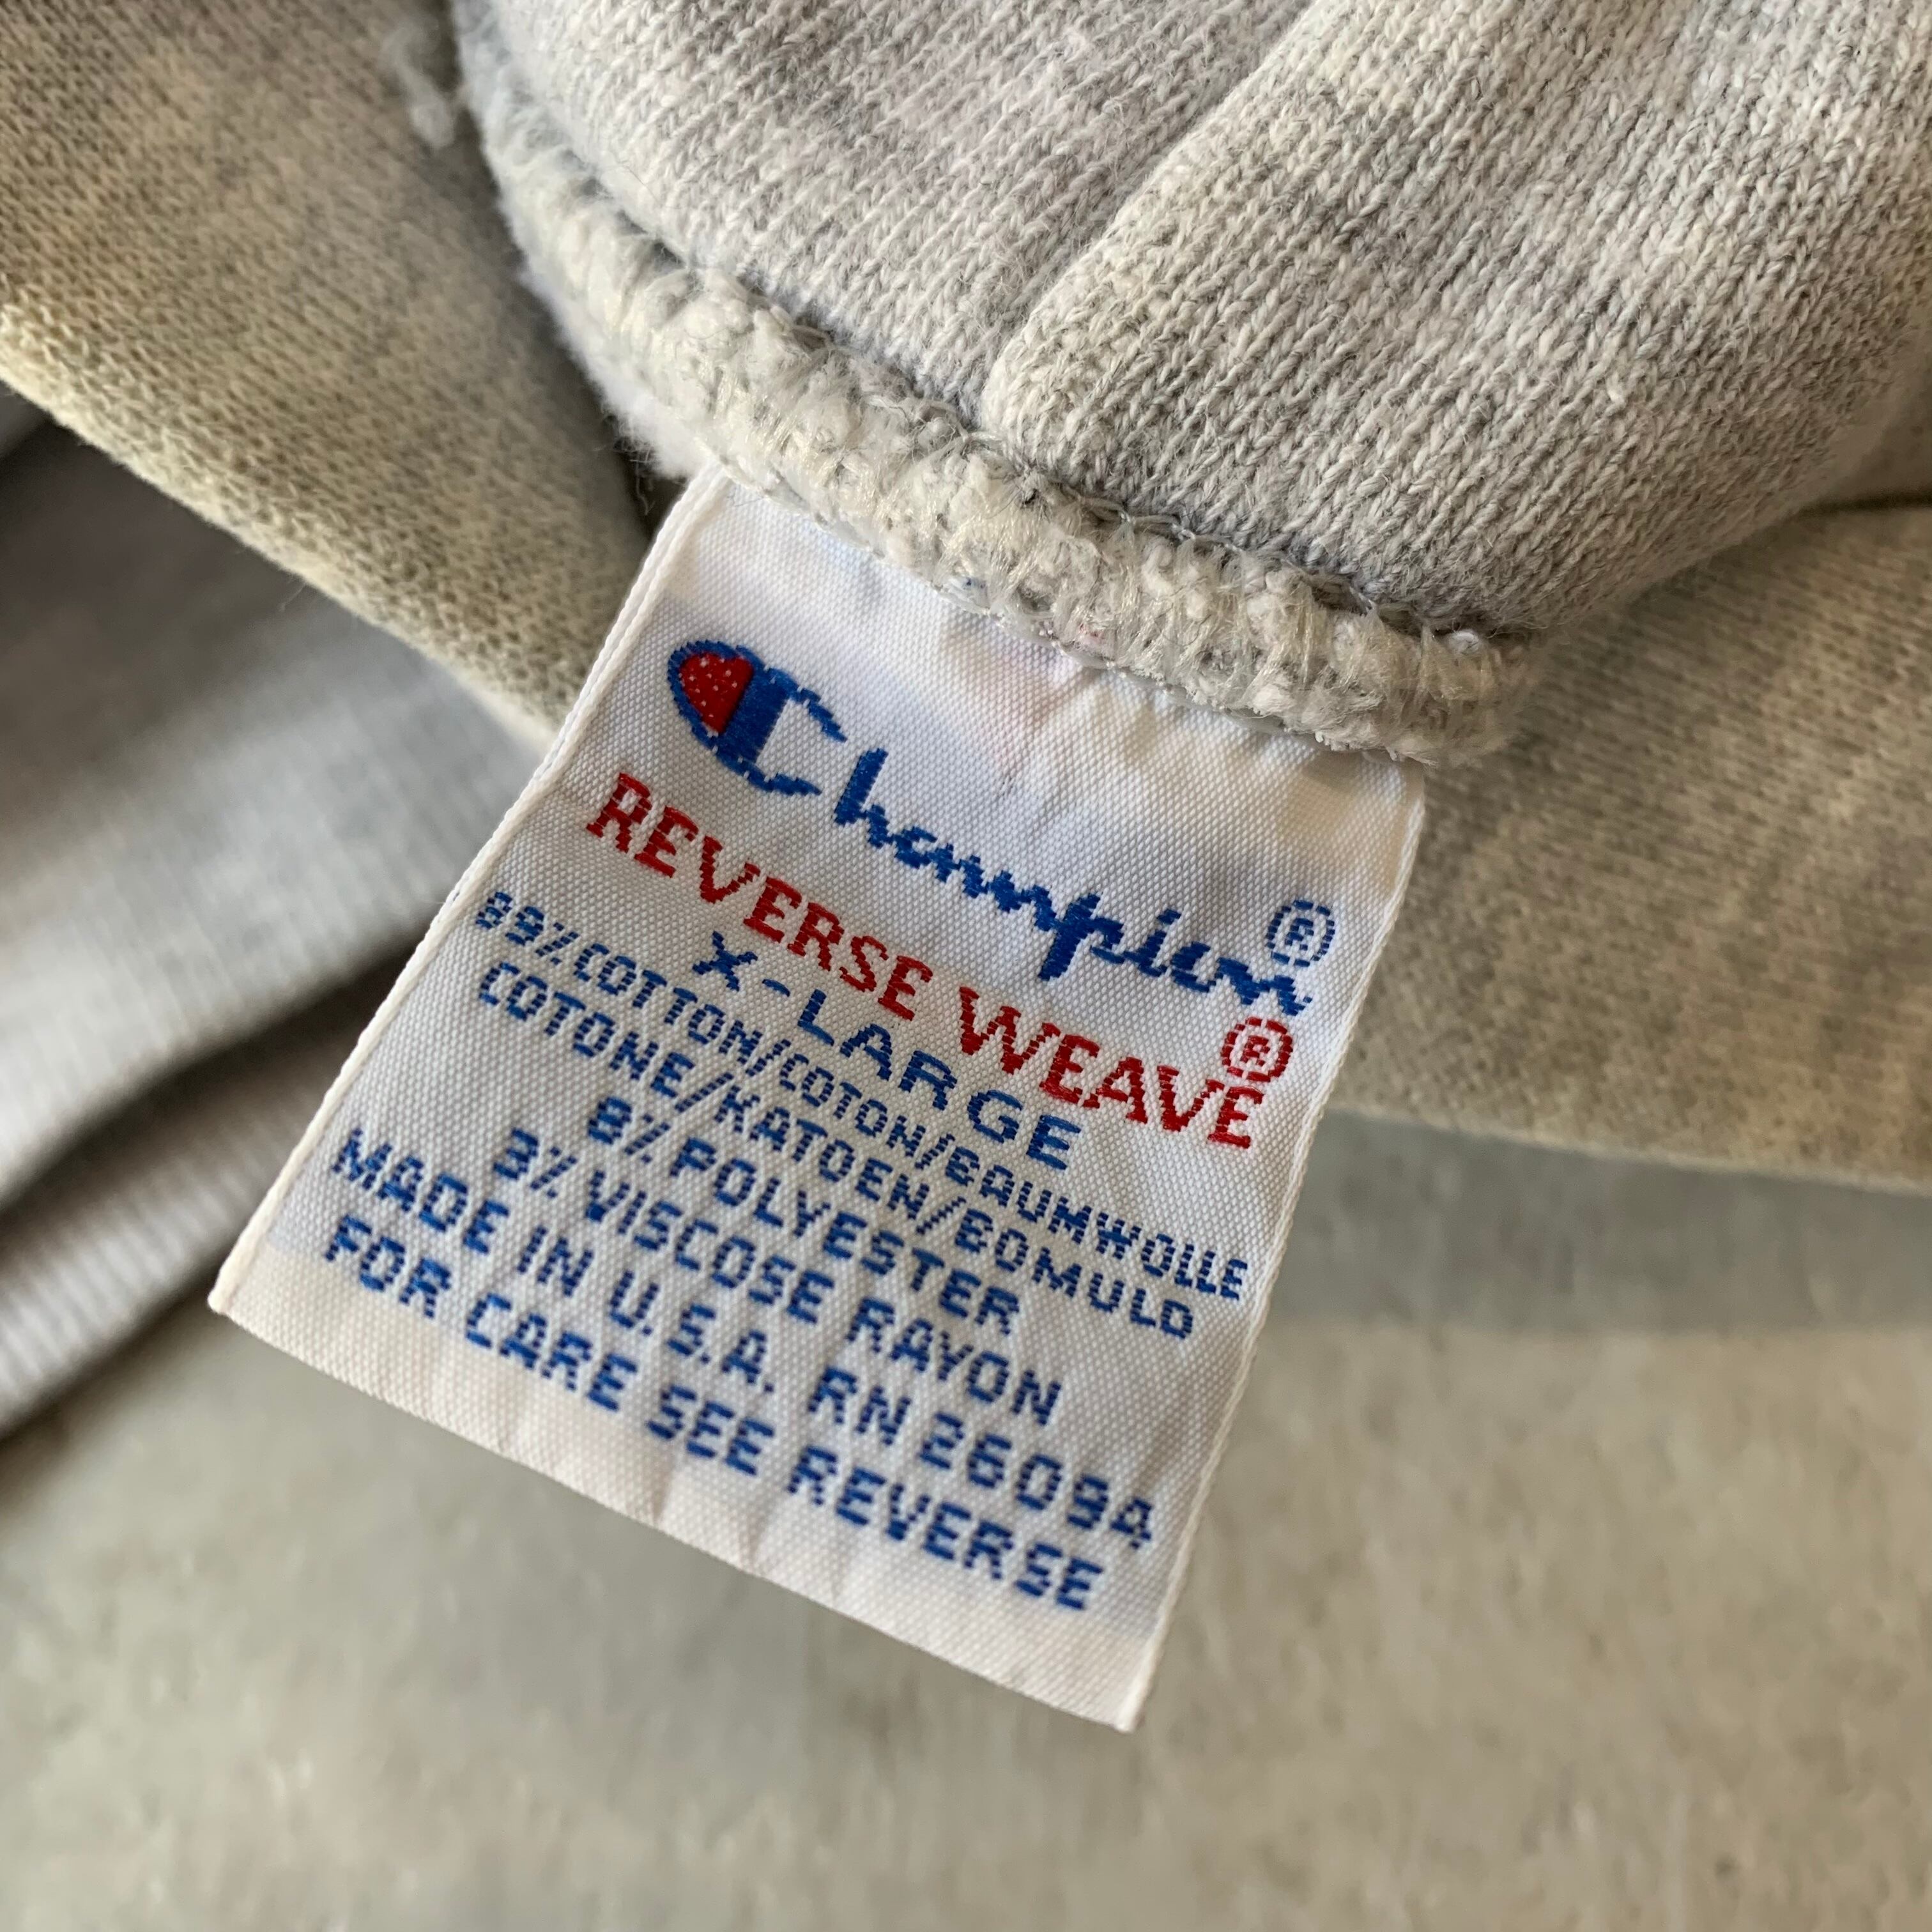 Champion®
REVERSE WEAVE®
X-LARGE
89% COTTON/COTON/BAUMWOLLE
COTONE/KATOEN/BOMULD
8% POLYESTER
3% VISCOSE RAYON
MADE IN U.S.A. RN 26094
FOR CARE SEE REVERSE